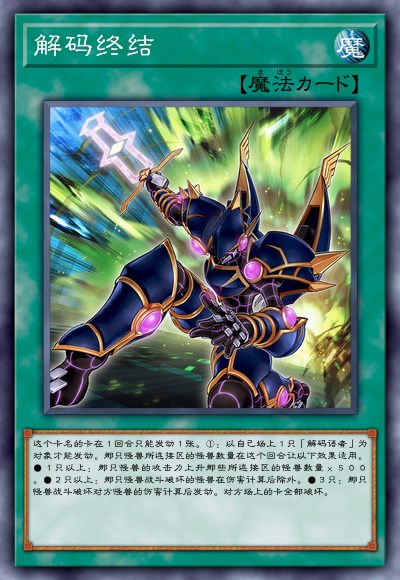 解码终结
魔
【魔法カード】
まほう
这个卡名的卡在1回合只能发动1张。①：以自己场上1只「解码语者」为
对象才能发动。那只怪兽所连接区的怪兽数量在这个回合让以下效果适用。
●1只以上：那只怪兽的攻击力上升那些所连接区的怪兽数量×500
。●2只以上：那只怪兽战斗破坏的怪兽在伤害计算后除外。●3只：那只
怪兽战斗破坏对方怪兽的伤害计算后发动。对方场上的卡全部破坏。